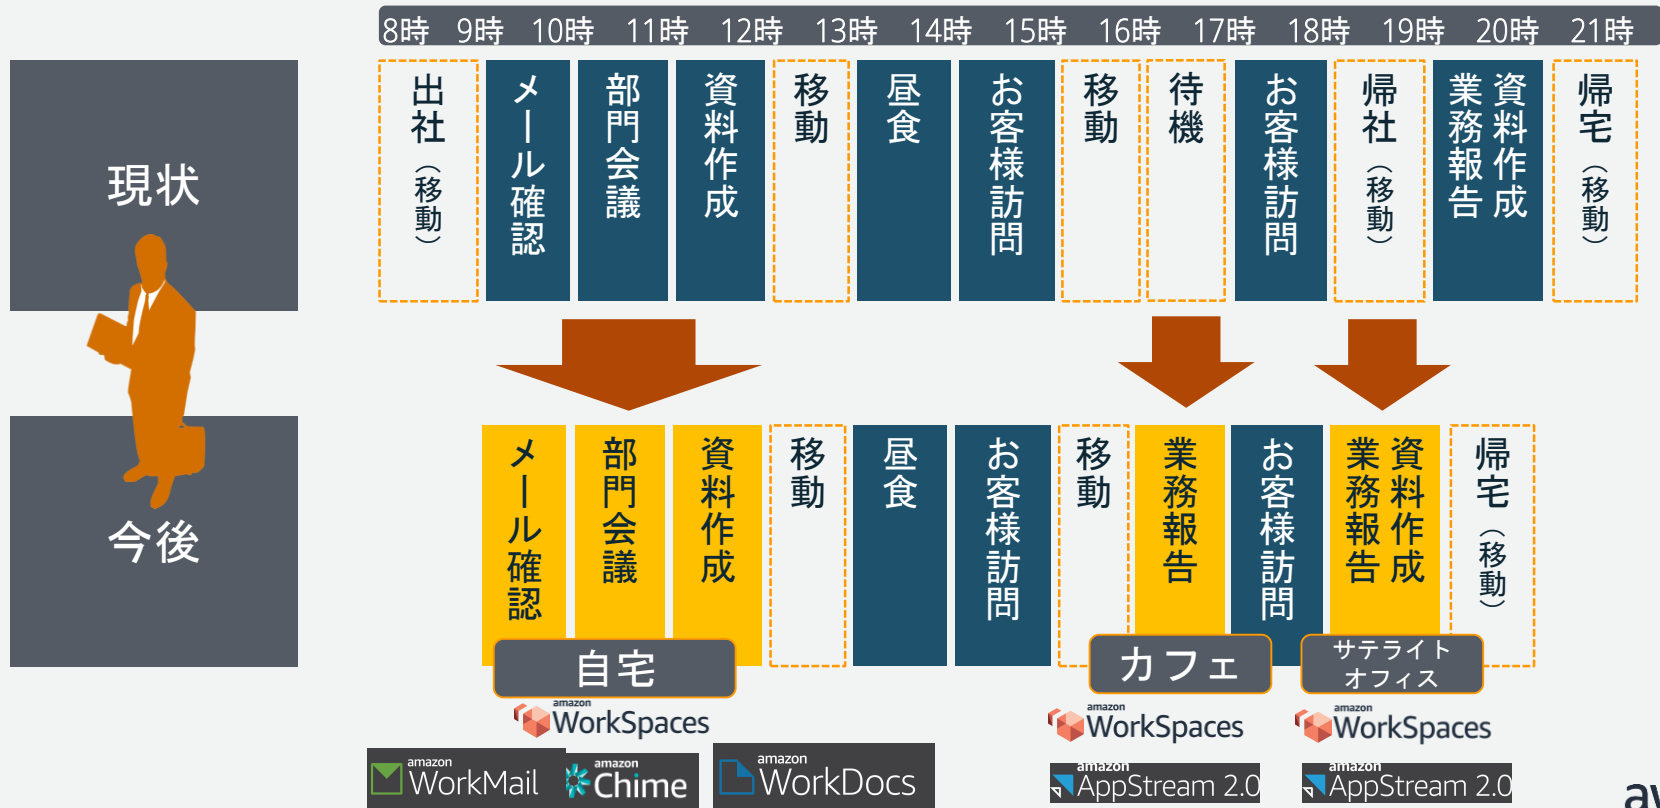 8時 9時 10時 11時 12時 13時 14時 15時 16時 17時 18時 19時 20時 21時
現状
出社（移動）
メール確認
部門会議
資料作成
移動
昼食
お客様訪問
移動
待機
お客様訪問
帰社（移動）
資料作成
業務報告
帰宅（移動）
今後
メール確認
部門会議
資料作成
移動
昼食
お客様訪問
移動
業務報告
お客様訪問
資料作成
業務報告
帰宅（移動）
自宅
カフェ
サテライト
オフィス
amazon
WorkSpaces
amazon
WorkSpaces
amazon
WorkSpaces
amazon
WorkMail
amazon
Chime
amazon
WorkDocs
amazon
AppStream 2.0
amazon
AppStream 2.0